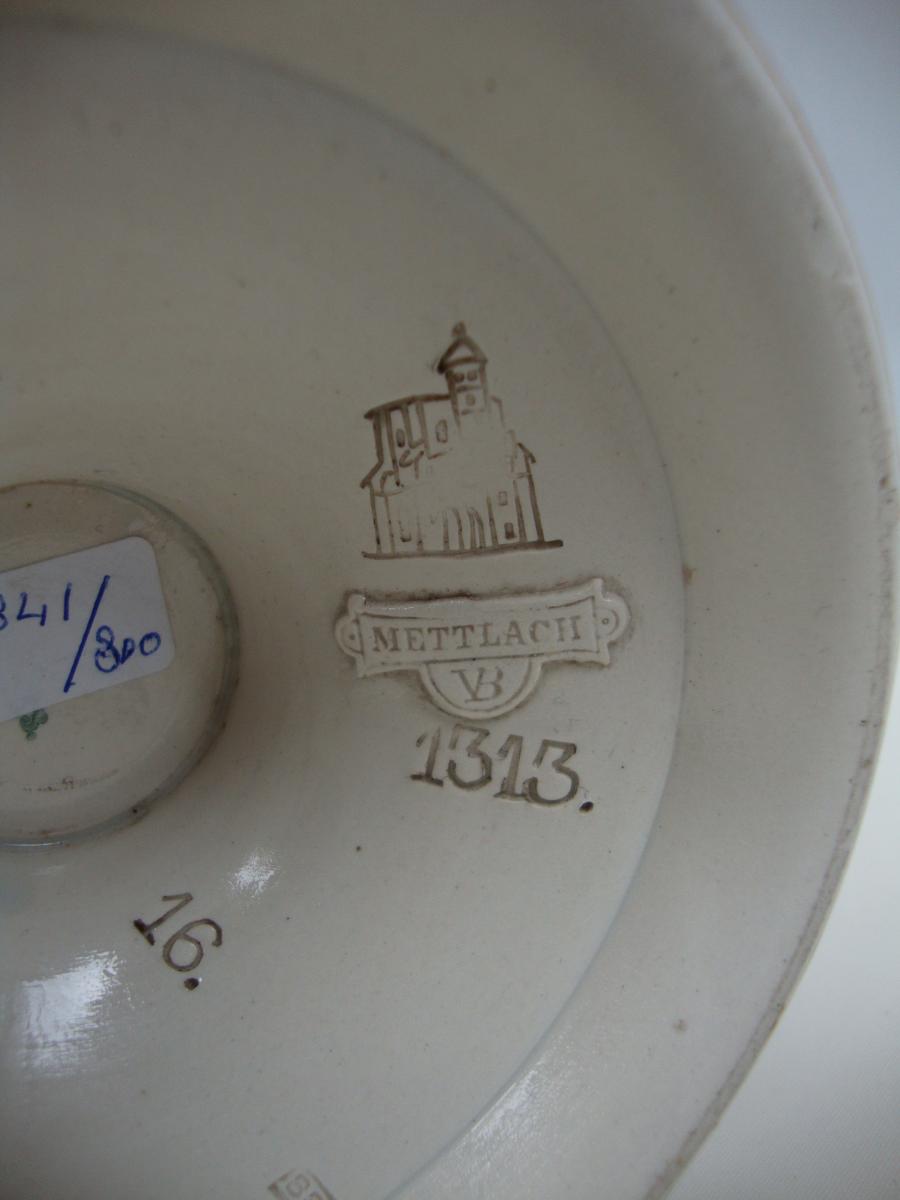 METTLACH
VB
1313.
341/
800
16.